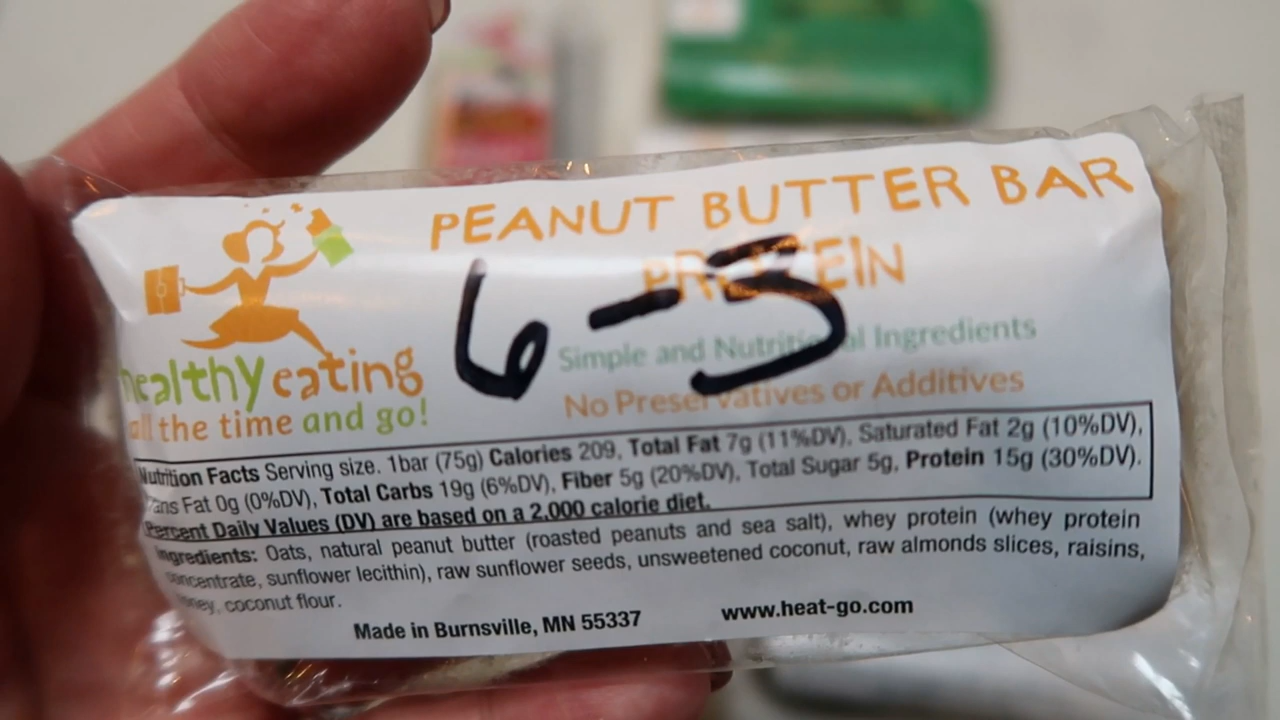 PEANUT BUTTER BAR
PROTEIN
6-5
Simple and Nutritional Ingredients
No Preservatives or Additives
healthy eating
all the time and go!
Nutrition Facts Serving size. 1bar (75g) Calories 209, Total Fat 7g (11%DV), Saturated Fat 2g (10%DV),
Trans Fat 0g (0%DV), Total Carbs 19g (6%DV), Fiber 5g (20%DV), Total Sugar 5g, Protein 15g (30%DV).
Percent Daily Values (DV) are based on a 2,000 calorie diet.
Ingredients: Oats, natural peanut butter (roasted peanuts and sea salt), whey protein (whey protein
concentrate, sunflower lecithin), raw sunflower seeds, unsweetened coconut, raw almonds slices, raisins,
honey, coconut flour.
Made in Burnsville, MN 55337 www.heat-go.com